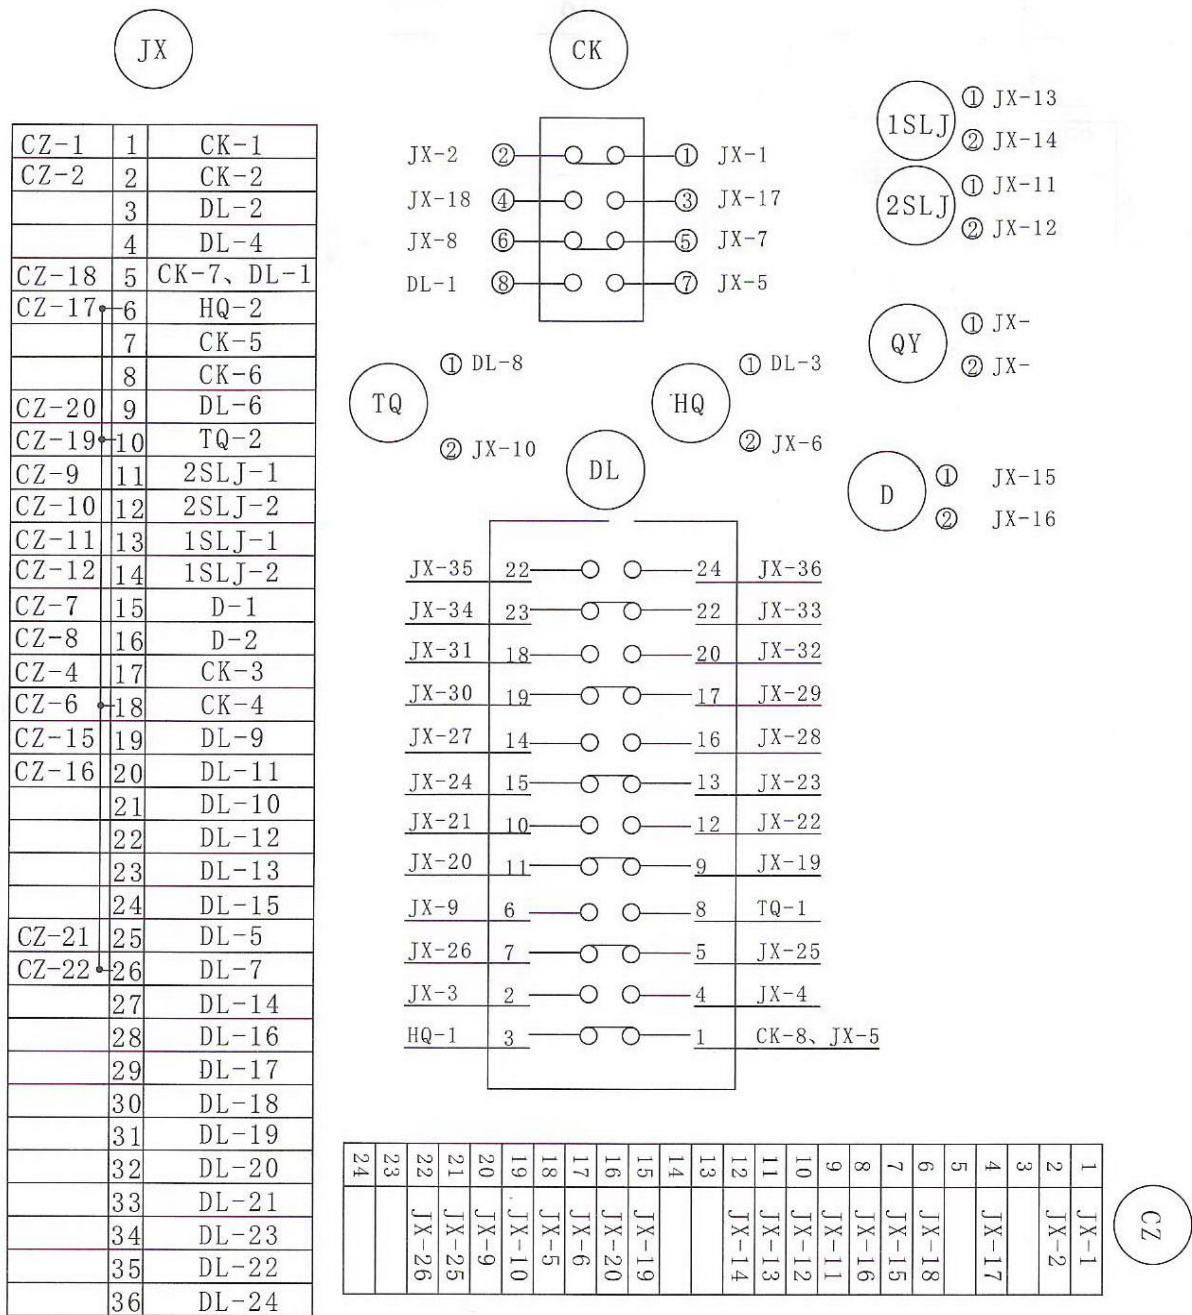 JX
CZ-1 1 CK-1
CZ-2 2 CK-2
3 DL-2
4 DL-4
CZ-18 5 CK-7、DL-1
CZ-17 6 HQ-2
7 CK-5
8 CK-6
CZ-20 9 DL-6
CZ-19 10 TQ-2
CZ-9 11 2SLJ-1
CZ-10 12 2SLJ-2
CZ-11 13 1SLJ-1
CZ-12 14 1SLJ-2
CZ-7 15 D-1
CZ-8 16 D-2
CZ-4 17 CK-3
CZ-6 18 CK-4
CZ-15 19 DL-9
CZ-16 20 DL-11
21 DL-10
22 DL-12
23 DL-13
24 DL-15
CZ-21 25 DL-5
CZ-22 26 DL-7
27 DL-14
28 DL-16
29 DL-17
30 DL-18
31 DL-19
32 DL-20
33 DL-21
34 DL-23
35 DL-22
36 DL-24
CK
JX-2 ② ① JX-1
JX-18 ④ ③ JX-17
JX-8 ⑥ ⑤ JX-7
DL-1 ⑧ ⑦ JX-5
1SLJ
① JX-13
② JX-14
2SLJ
① JX-11
② JX-12
QY
① JX-
② JX-
TQ
① DL-8
② JX-10
HQ
① DL-3
② JX-6
D
① JX-15
② JX-16
DL
JX-35 22 24 JX-36
JX-34 23 22 JX-33
JX-31 18 20 JX-32
JX-30 19 17 JX-29
JX-27 14 16 JX-28
JX-24 15 13 JX-23
JX-21 10 12 JX-22
JX-20 11 9 JX-19
JX-9 6 8 TQ-1
JX-26 7 5 JX-25
JX-3 2 4 JX-4
HQ-1 3 1 CK-8、JX-5
CZ
1 JX-1
2 JX-2
3
4 JX-17
5
6 JX-18
7 JX-15
8 JX-16
9 JX-11
10 JX-12
11 JX-13
12 JX-14
13
14
15 JX-19
16 JX-20
17 JX-6
18 JX-5
19 JX-10
20 JX-9
21 JX-25
22 JX-26
23
24